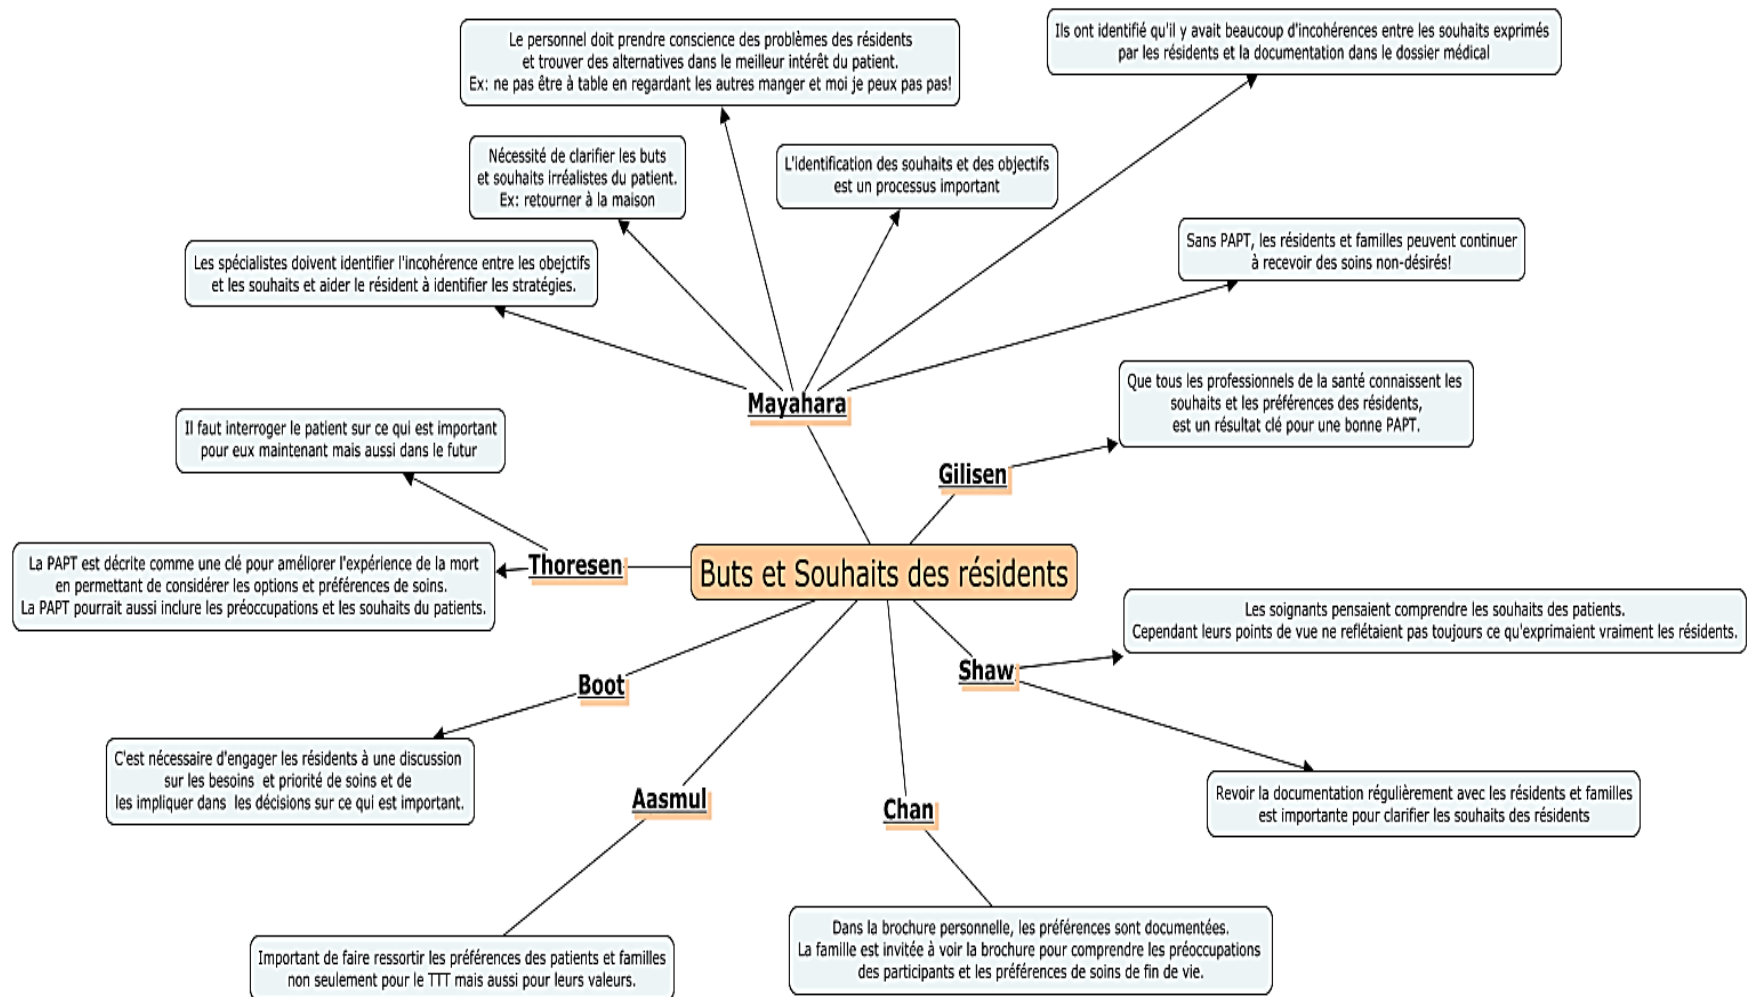 Le personnel doit prendre conscience des problèmes des résidents
et trouver des alternatives dans le meilleur intérêt du patient.
Ex: ne pas être à table en regardant les autres manger et moi je peux pas pas!
Ils ont identifié qu'il y avait beaucoup d'incohérences entre les souhaits exprimés
par les résidents et la documentation dans le dossier médical
Nécessité de clarifier les buts
et souhaits irréalistes du patient.
Ex: retourner à la maison
L'identification des souhaits et des objectifs
est un processus important
Les spécialistes doivent identifier l'incohérence entre les obejctifs
et les souhaits et aider le résident à identifier les stratégies.
Sans PAPT, les résidents et familles peuvent continuer
à recevoir des soins non-désirés!
Mayahara
Que tous les professionnels de la santé connaissent les
souhaits et les préférences des résidents,
est un résultat clé pour une bonne PAPT.
Gilisen
Il faut interroger le patient sur ce qui est important
pour eux maintenant mais aussi dans le futur
Thoresen
La PAPT est décrite comme une clé pour améliorer l'expérience de la mort
en permettant de considérer les options et préférences de soins.
La PAPT pourrait aussi inclure les préoccupations et les souhaits du patients.
Buts et Souhaits des résidents
Les soignants pensaient comprendre les souhaits des patients.
Cependant leurs points de vue ne reflétaient pas toujours ce qu'exprimaient vraiment les résidents.
Shaw
Boot
C'est nécessaire d'engager les résidents à une discussion
sur les besoins et priorité de soins et de
les impliquer dans les décisions sur ce qui est important.
Revoir la documentation régulièrement avec les résidents et familles
est importante pour clarifier les souhaits des résidents
Aasmul
Chan
Important de faire ressortir les préférences des patients et familles
non seulement pour le TTT mais aussi pour leurs valeurs.
Dans la brochure personnelle, les préférences sont documentées.
La famille est invitée à voir la brochure pour comprendre les préoccupations
des participants et les préférences de soins de fin de vie.